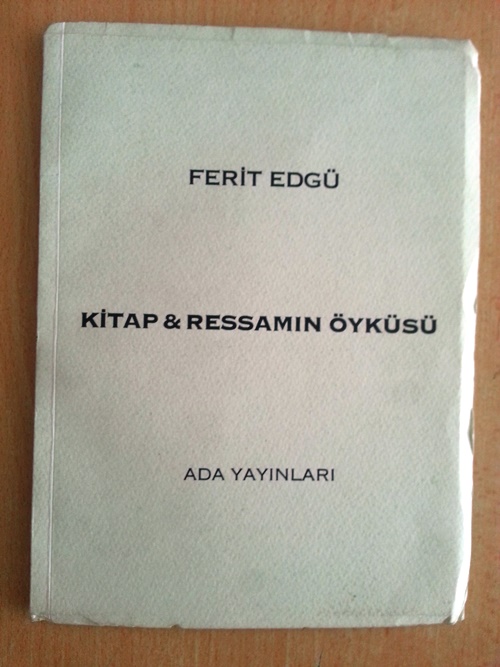 FERİT EDGÜ
KİTAP & RESSAMIN ÖYKÜSÜ
ADA YAYINLARI